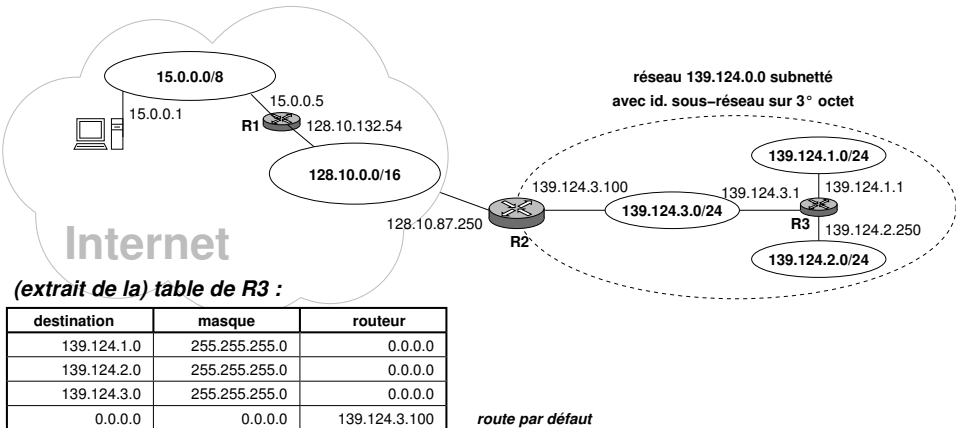 15.0.0.0/8
15.0.0.1
15.0.0.5
R1
128.10.132.54
128.10.0.0/16
128.10.87.250
Internet
réseau 139.124.0.0 subnetté
avec id. sous−réseau sur 3° octet
139.124.1.0/24
139.124.3.100
139.124.3.1
139.124.1.1
139.124.3.0/24
R2
R3
139.124.2.250
139.124.2.0/24
(extrait de la) table de R3 :
destination masque routeur
139.124.1.0 255.255.255.0 0.0.0.0
139.124.2.0 255.255.255.0 0.0.0.0
139.124.3.0 255.255.255.0 0.0.0.0
0.0.0.0 0.0.0.0 139.124.3.100 route par défaut